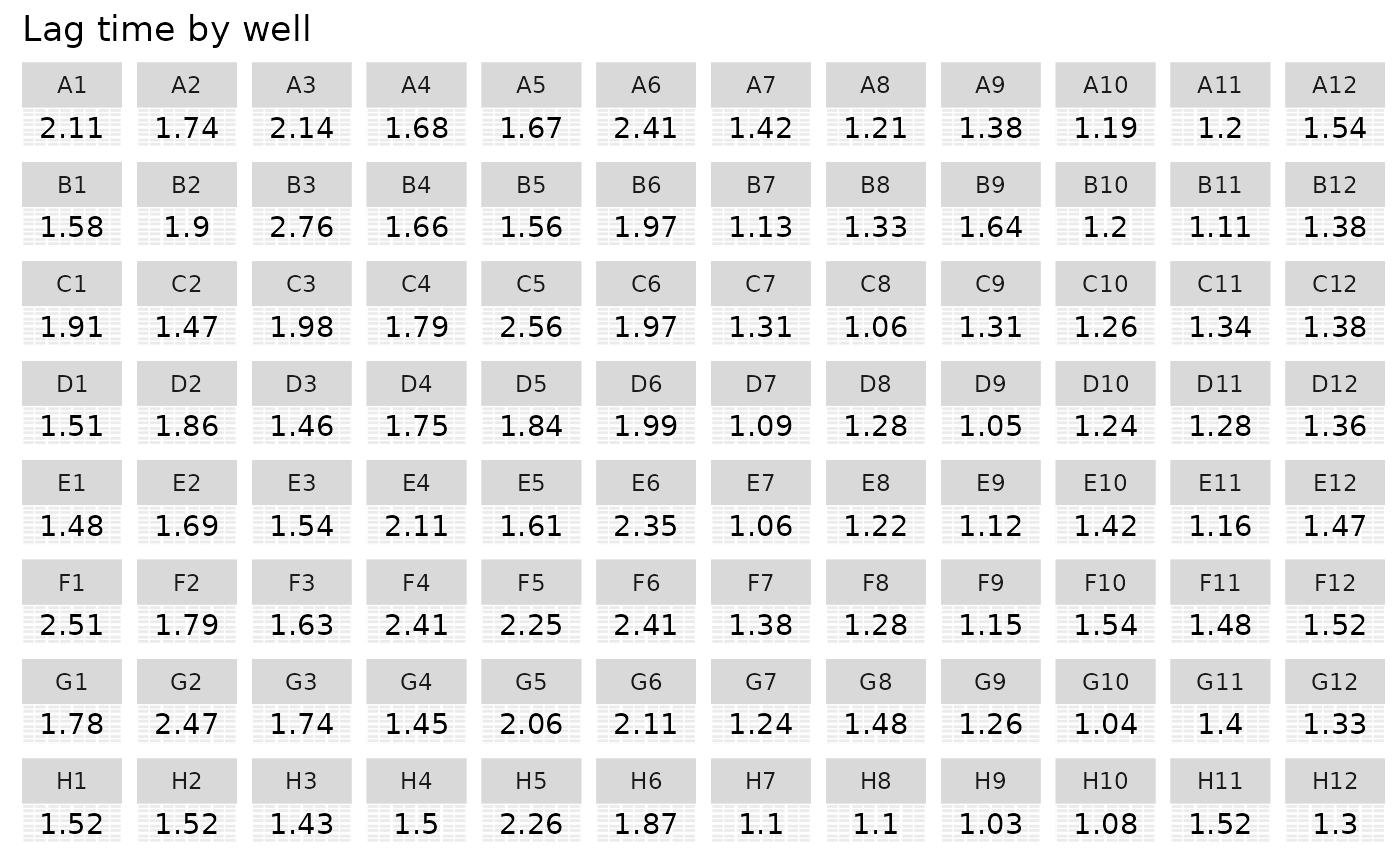 Lag time by well
A1 A2 A3 A4 A5 A6 A7 A8 A9 A10 A11 A12
2.11 1.74 2.14 1.68 1.67 2.41 1.42 1.21 1.38 1.19 1.2 1.54
B1 B2 B3 B4 B5 B6 B7 B8 B9 B10 B11 B12
1.58 1.9 2.76 1.66 1.56 1.97 1.13 1.33 1.64 1.2 1.11 1.38
C1 C2 C3 C4 C5 C6 C7 C8 C9 C10 C11 C12
1.91 1.47 1.98 1.79 2.56 1.97 1.31 1.06 1.31 1.26 1.34 1.38
D1 D2 D3 D4 D5 D6 D7 D8 D9 D10 D11 D12
1.51 1.86 1.46 1.75 1.84 1.99 1.09 1.28 1.05 1.24 1.28 1.36
E1 E2 E3 E4 E5 E6 E7 E8 E9 E10 E11 E12
1.48 1.69 1.54 2.11 1.61 2.35 1.06 1.22 1.12 1.42 1.16 1.47
F1 F2 F3 F4 F5 F6 F7 F8 F9 F10 F11 F12
2.51 1.79 1.63 2.41 2.25 2.41 1.38 1.28 1.15 1.54 1.48 1.52
G1 G2 G3 G4 G5 G6 G7 G8 G9 G10 G11 G12
1.78 2.47 1.74 1.45 2.06 2.11 1.24 1.48 1.26 1.04 1.4 1.33
H1 H2 H3 H4 H5 H6 H7 H8 H9 H10 H11 H12
1.52 1.52 1.43 1.5 2.26 1.87 1.1 1.1 1.03 1.08 1.52 1.3